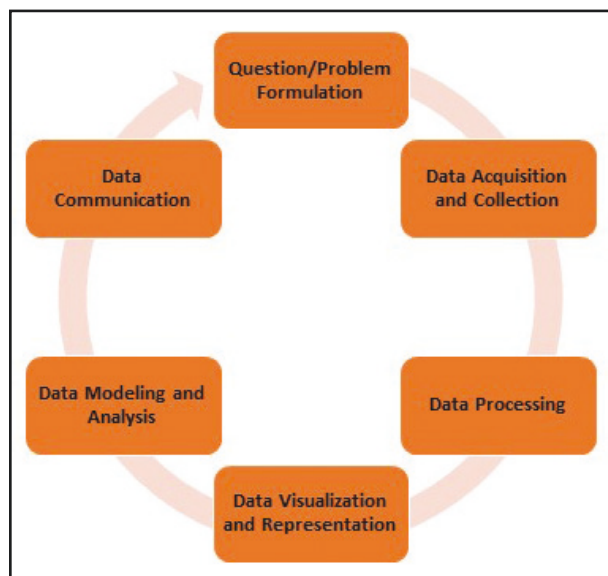 Question/Problem
Formulation
Data Acquisition
and Collection
Data Processing
Data Visualization
and Representation
Data Modeling and
Analysis
Data
Communication